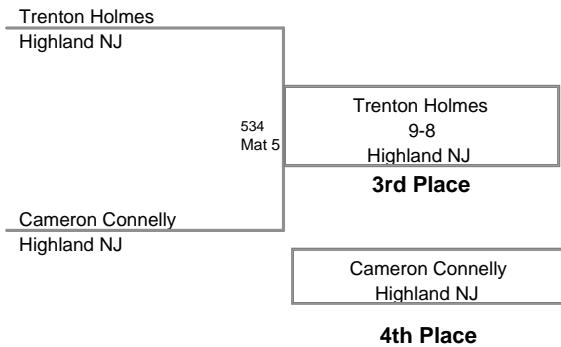 Trenton Holmes
Highland NJ
534
Mat 5
Trenton Holmes
9-8
Highland NJ
3rd Place
Cameron Connelly
Highland NJ
Cameron Connelly
Highland NJ
4th Place